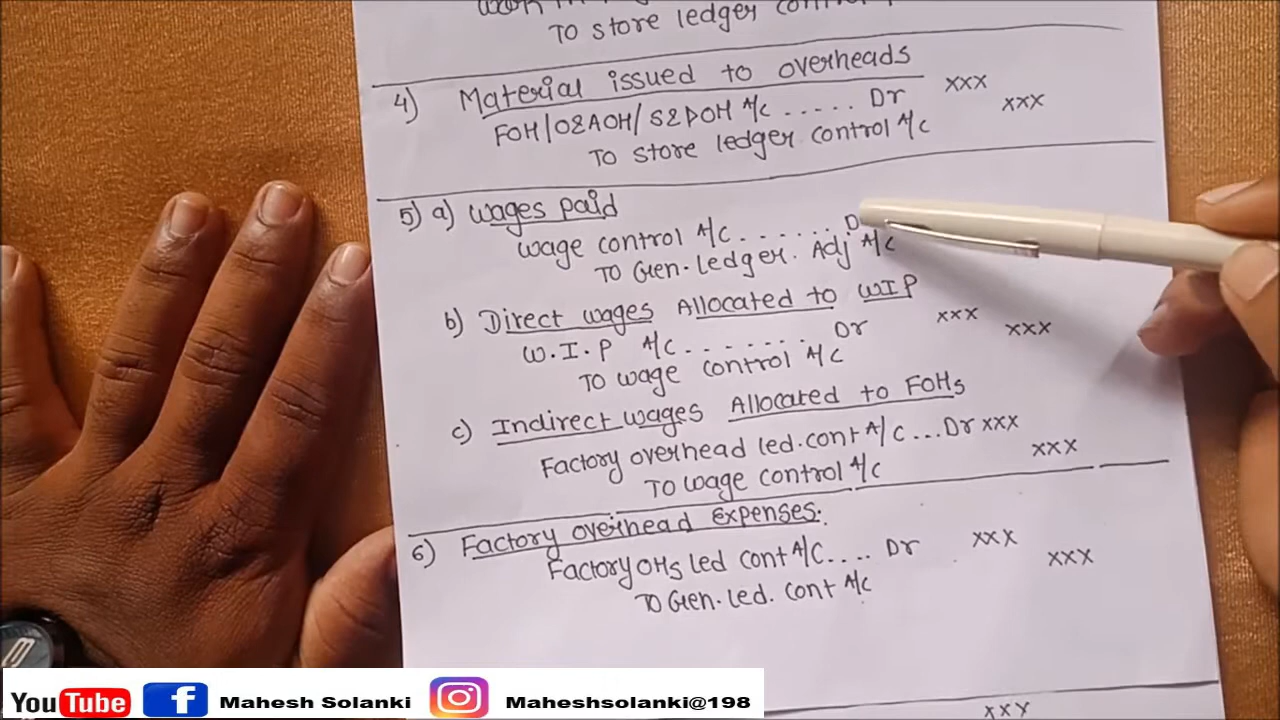 To store ledger
4) Material issued to overheads
FOH/O&AOH/S&DOH A/C ..... Dr xxx
To store ledger control A/C xxx
5) a) wages paid
wage control A/C.......
To Gen. Ledger. Adj A/C
b) Direct wages Allocated to WIP
W.I.P A/C....... Dr xxx
To wage control A/C xxx
c) Indirect wages Allocated to FOHs
Factory overhead led.cont A/C...Dr xxx
To wage control A/C xxx
6) Factory overhead Expenses.
Factory OHs led cont A/C.... Dr xxx
To Gen. Led. cont A/C xxx
xxx
YouTube Mahesh Solanki Maheshsolanki@198